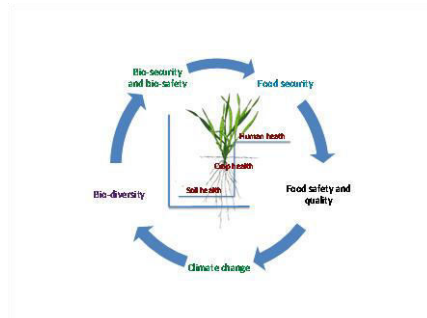 Bio-security
and bio-safety
Food security
Human heath
Crop health
Soil health
Bio-diversity
Food safety and
quality
Climate change